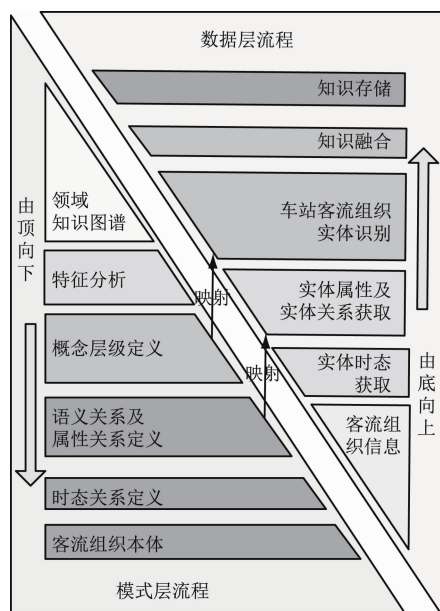 数据层流程
知识存储
知识融合
车站客流组织
实体识别
实体属性及
实体关系获取
实体时态
获取
客流组
织信息
由底向上
映射
映射
由顶向下
领域
知识图谱
特征分析
概念层级定义
语义关系及
属性关系定义
时态关系定义
客流组织本体
模式层流程